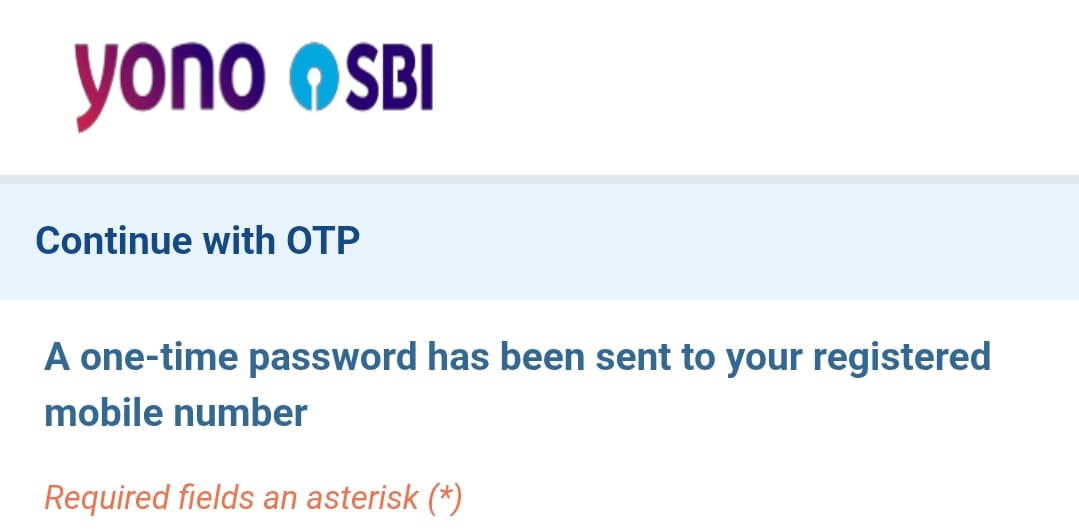 yono SBI
Continue with OTP
A one-time password has been sent to your registered
mobile number
Required fields an asterisk (*)